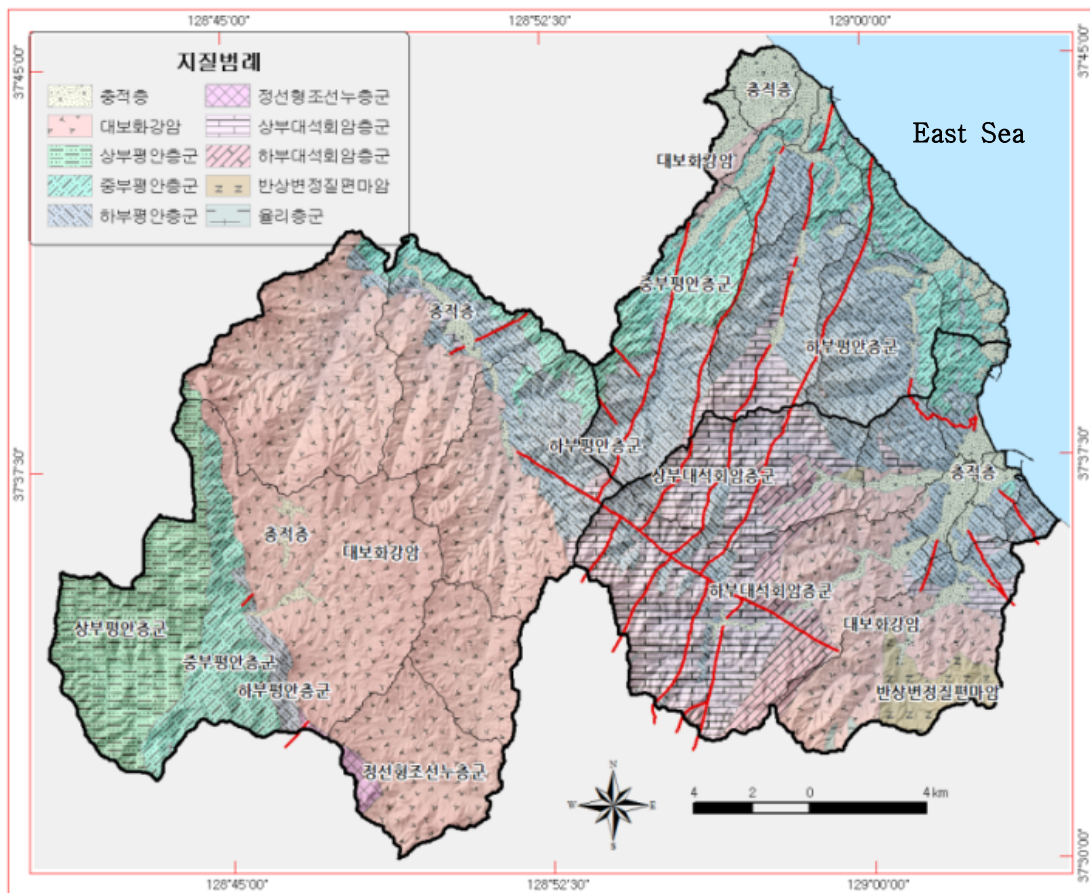 128°45'00"
128°52'30"
129°00'00"
37°45'00"
37°45'00"
지질범례
충적층
정선형조선누층군
대보화강암
상부대석회암층군
상부평안층군
하부대석회암층군
중부평안층군
반상변정질편마암
하부평안층군
율리층군
East Sea
충적층
대보화강암
중부평안층군
충적층
하부평안층군
하부평안층군
37°37'30"
37°37'30"
상부대석회암층군
충적층
충적층
대보화강암
하부대석회암층군
상부평안층군
대보화강암
중부평안층군
하부평안층군
반상변정질편마암
정선형조선누층군
N
W
E
S
4
2
0
4 km
37°30'00"
128°45'00"
128°52'30"
129°00'00"